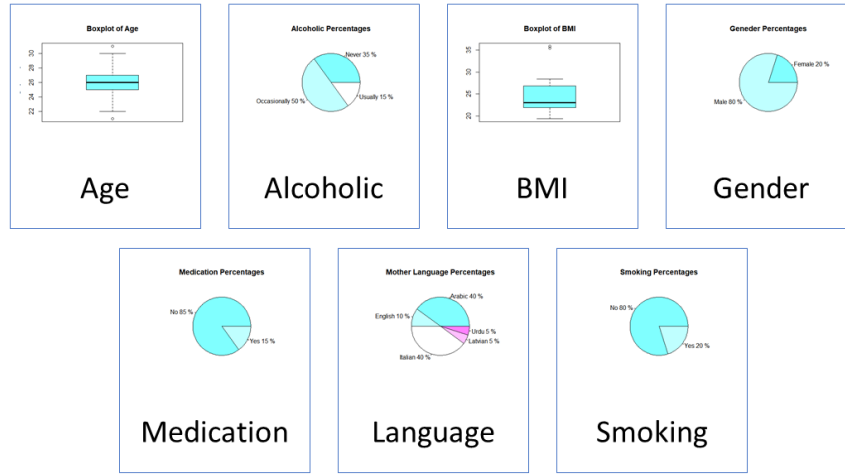 Boxplot of Age
30
28
26
24
22
Age
Alcoholic Percentages
Never 35 %
Occasionally 50 %
Usually 15 %
Alcoholic
Boxplot of BMI
35
30
25
20
BMI
Geneder Percentages
Female 20 %
Male 80 %
Gender
Medication Percentages
No 85 %
Yes 15 %
Medication
Mother Language Percentages
Arabic 40 %
English 10 %
Urdu 5 %
Latvian 5 %
Italian 40 %
Language
Smoking Percentages
No 80 %
Yes 20 %
Smoking